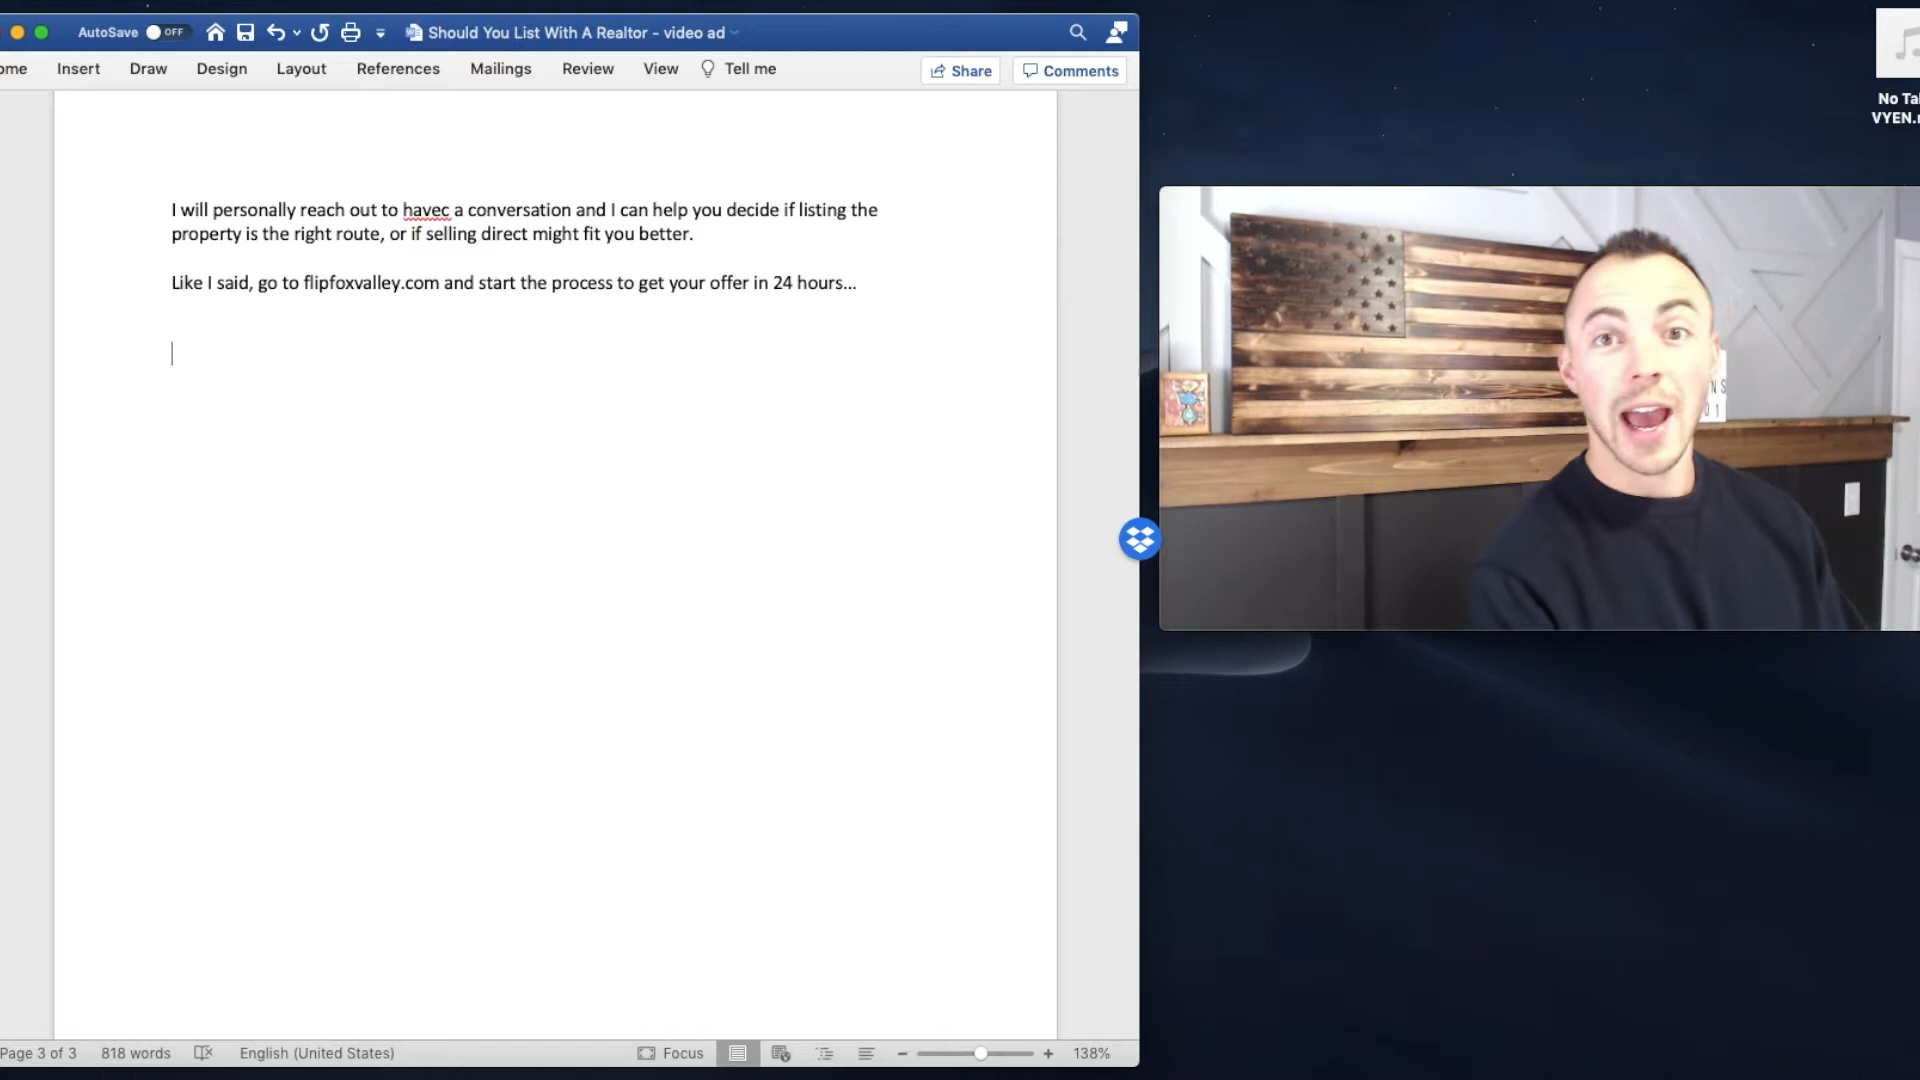 AutoSave OFF Should You List With A Realtor - video ad
ome Insert Draw Design Layout References Mailings Review View Tell me Share Comments
I will personally reach out to havec a conversation and I can help you decide if listing the
property is the right route, or if selling direct might fit you better.
Like I said, go to flipfoxvalley.com and start the process to get your offer in 24 hours...
Page 3 of 3 818 words English (United States) Focus 138%
No Tal
VYEN.
N S
0 1